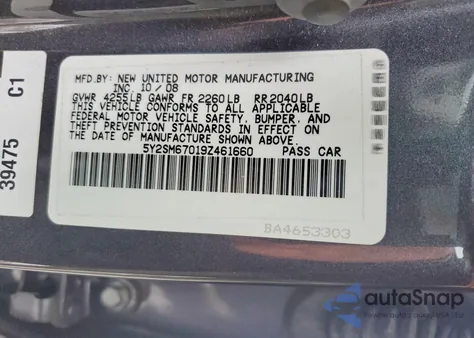 MFD.BY: NEW UNITED MOTOR MANUFACTURING
INC. 10/08
GVWR 4255LB GAWR FR 2260LB RR2040LB
THIS VEHICLE CONFORMS TO ALL APPLICABLE
FEDERAL MOTOR VEHICLE SAFETY, BUMPER, AND
THEFT PREVENTION STANDARDS IN EFFECT ON
THE DATE OF MANUFACTURE SHOWN ABOVE.
5Y2SM67019Z461660 PASS CAR
BA4653303
39475 C1
autoSnap